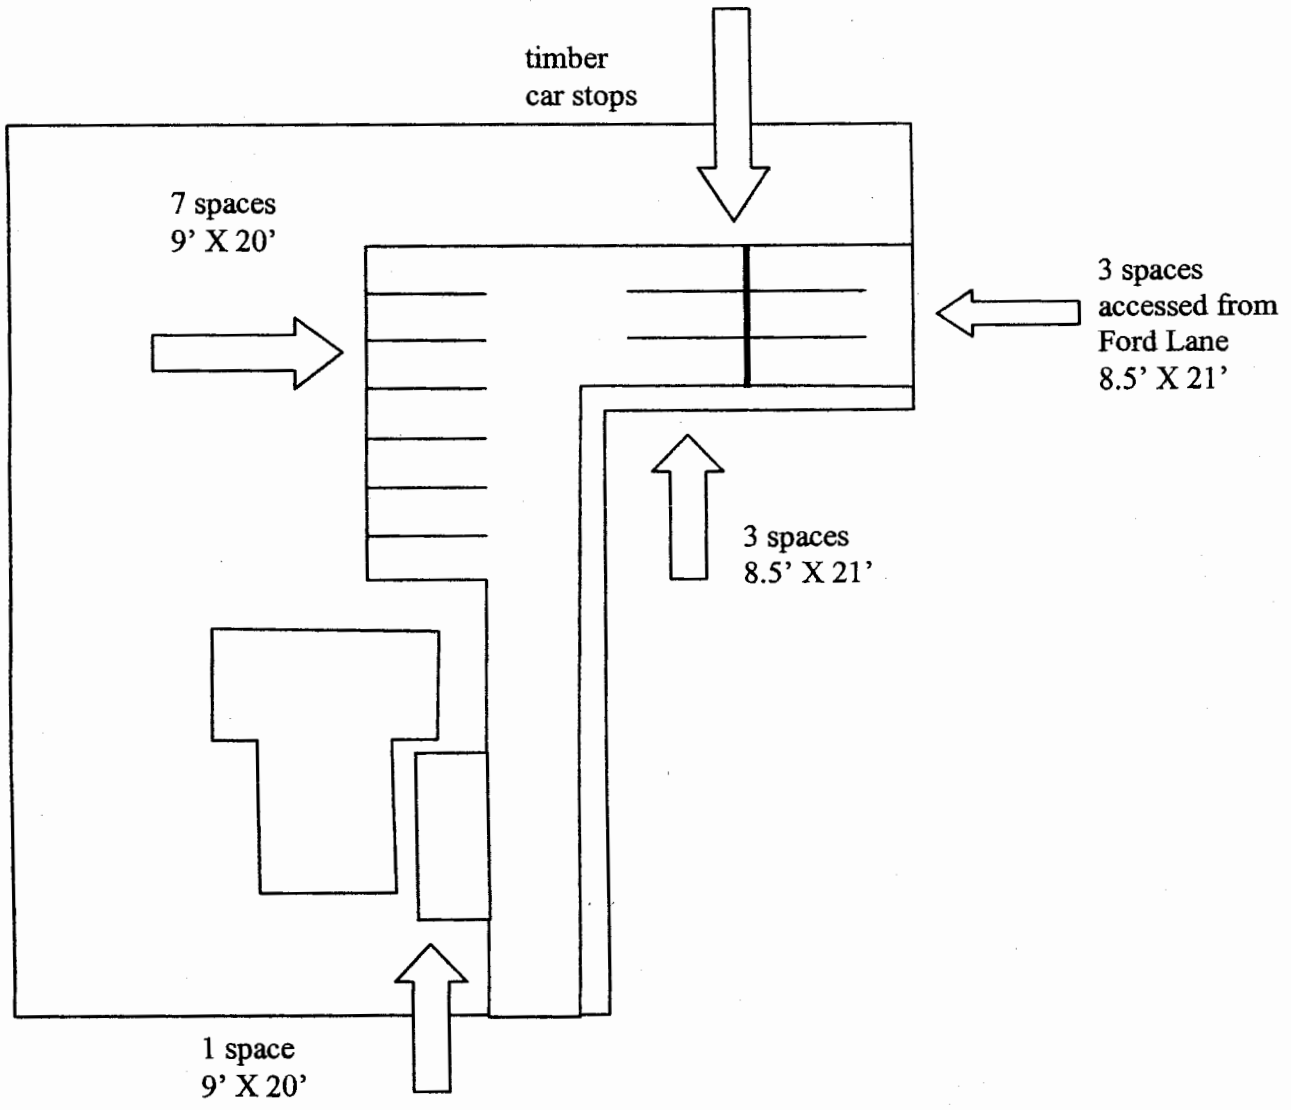 timber
car stops
7 spaces
9’ X 20’
3 spaces
accessed from
Ford Lane
8.5’ X 21’
3 spaces
8.5’ X 21’
1 space
9’ X 20’